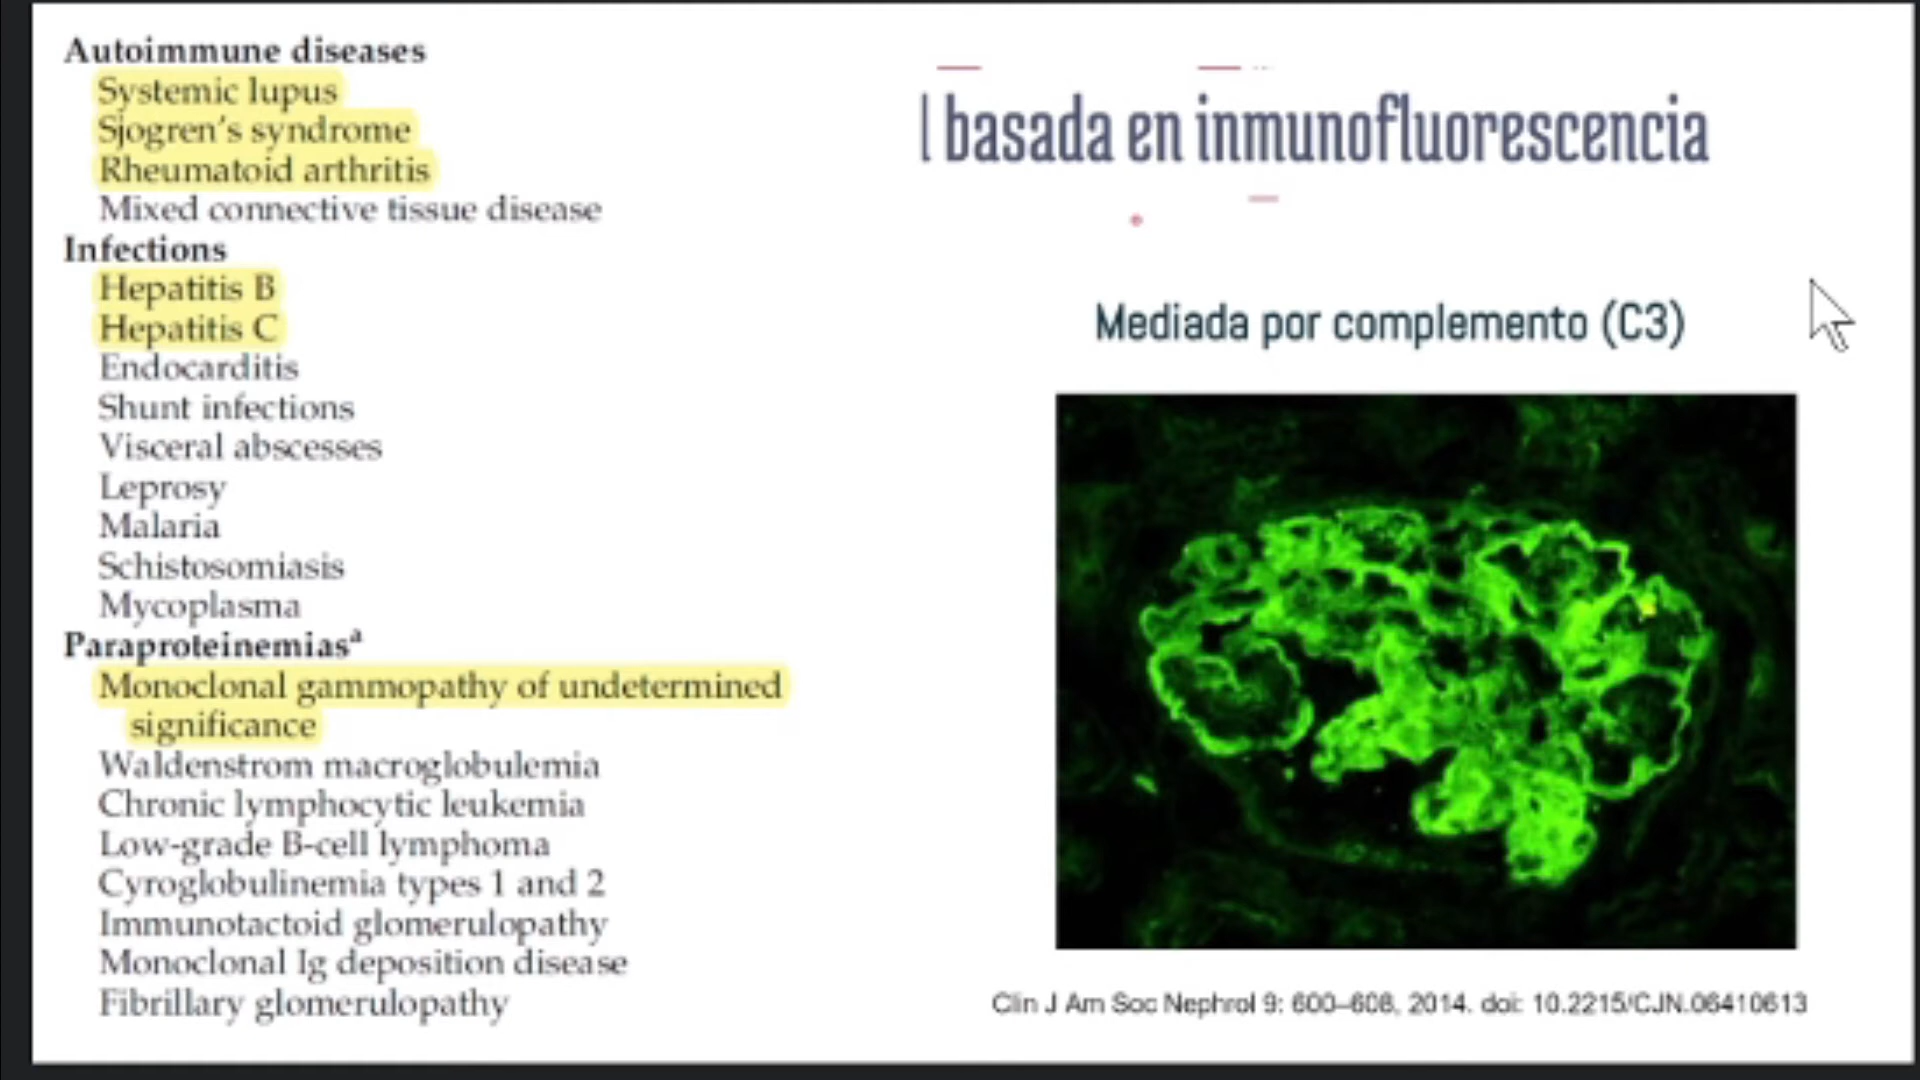 Autoimmune diseases
Systemic lupus
Sjogren's syndrome
Rheumatoid arthritis
Mixed connective tissue disease
Infections
Hepatitis B
Hepatitis C
Endocarditis
Shunt infections
Visceral abscesses
Leprosy
Malaria
Schistosomiasis
Mycoplasma
Paraproteinemiasᵃ
Monoclonal gammopathy of undetermined
significance
Waldenstrom macroglobulemia
Chronic lymphocytic leukemia
Low-grade B-cell lymphoma
Cyroglobulinemia types 1 and 2
Immunotactoid glomerulopathy
Monoclonal Ig deposition disease
Fibrillary glomerulopathy
l basada en inmunofluorescencia
Mediada por complemento (C3)
Clin J Am Soc Nephrol 9: 600–608, 2014. doi: 10.2215/CJN.06410613